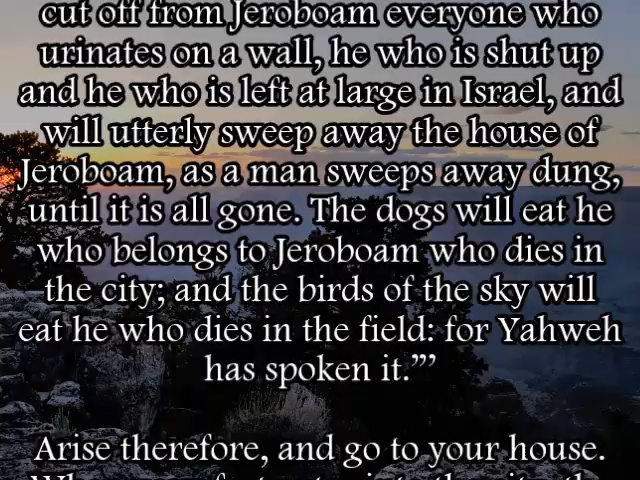 cut off from Jeroboam everyone who
urinates on a wall, he who is shut up
and he who is left at large in Israel, and
will utterly sweep away the house of
Jeroboam, as a man sweeps away dung,
until it is all gone. The dogs will eat he
who belongs to Jeroboam who dies in
the city; and the birds of the sky will
eat he who dies in the field: for Yahweh
has spoken it.”’
Arise therefore, and go to your house.